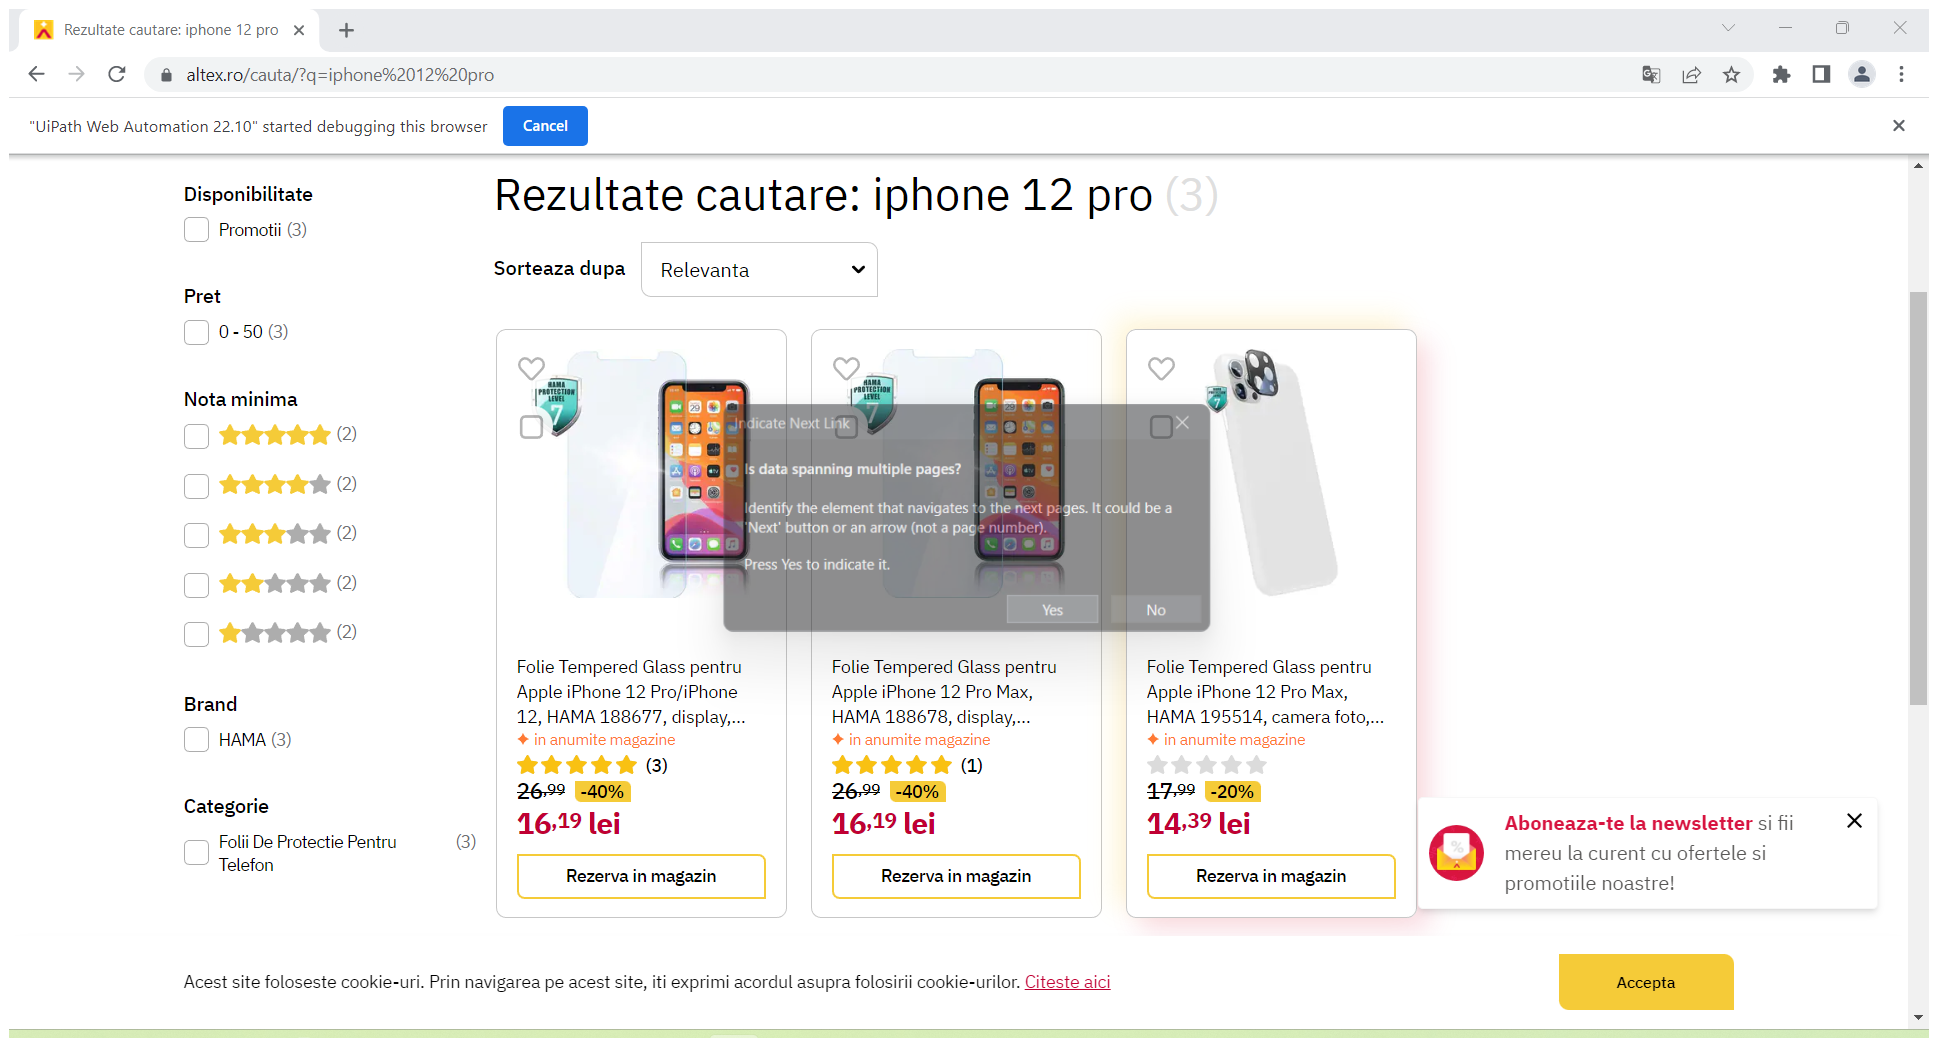 Rezultate cautare: iphone 12 pro
altex.ro/cauta/?q=iphone%2012%20pro
"UiPath Web Automation 22.10" started debugging this browser
Cancel
Disponibilitate
Promotii (3)
Pret
0 - 50 (3)
Nota minima
(2)
(2)
(2)
(2)
(2)
Brand
HAMA (3)
Categorie
Folii De Protectie Pentru
Telefon
(3)
Rezultate cautare: iphone 12 pro (3)
Sorteaza dupa
Relevanta
HAMA
PROTECTION
LEVEL
7
HAMA
PROTECTION
LEVEL
7
7
Indicate Next Link
Is data spanning multiple pages?
Identify the element that navigates to the next pages. It could be a
'Next' button or an arrow (not a page number).
Press Yes to indicate it.
Yes
No
Folie Tempered Glass pentru
Apple iPhone 12 Pro/iPhone
12, HAMA 188677, display,...
in anumite magazine
(3)
26,99 -40%
16,19 lei
Rezerva in magazin
Folie Tempered Glass pentru
Apple iPhone 12 Pro Max,
HAMA 188678, display,...
in anumite magazine
(1)
26,99 -40%
16,19 lei
Rezerva in magazin
Folie Tempered Glass pentru
Apple iPhone 12 Pro Max,
HAMA 195514, camera foto,...
in anumite magazine
17,99 -20%
14,39 lei
Rezerva in magazin
Aboneaza-te la newsletter si fii
mereu la curent cu ofertele si
promotiile noastre!
Acest site foloseste cookie-uri. Prin navigarea pe acest site, iti exprimi acordul asupra folosirii cookie-urilor. Citeste aici
Accepta